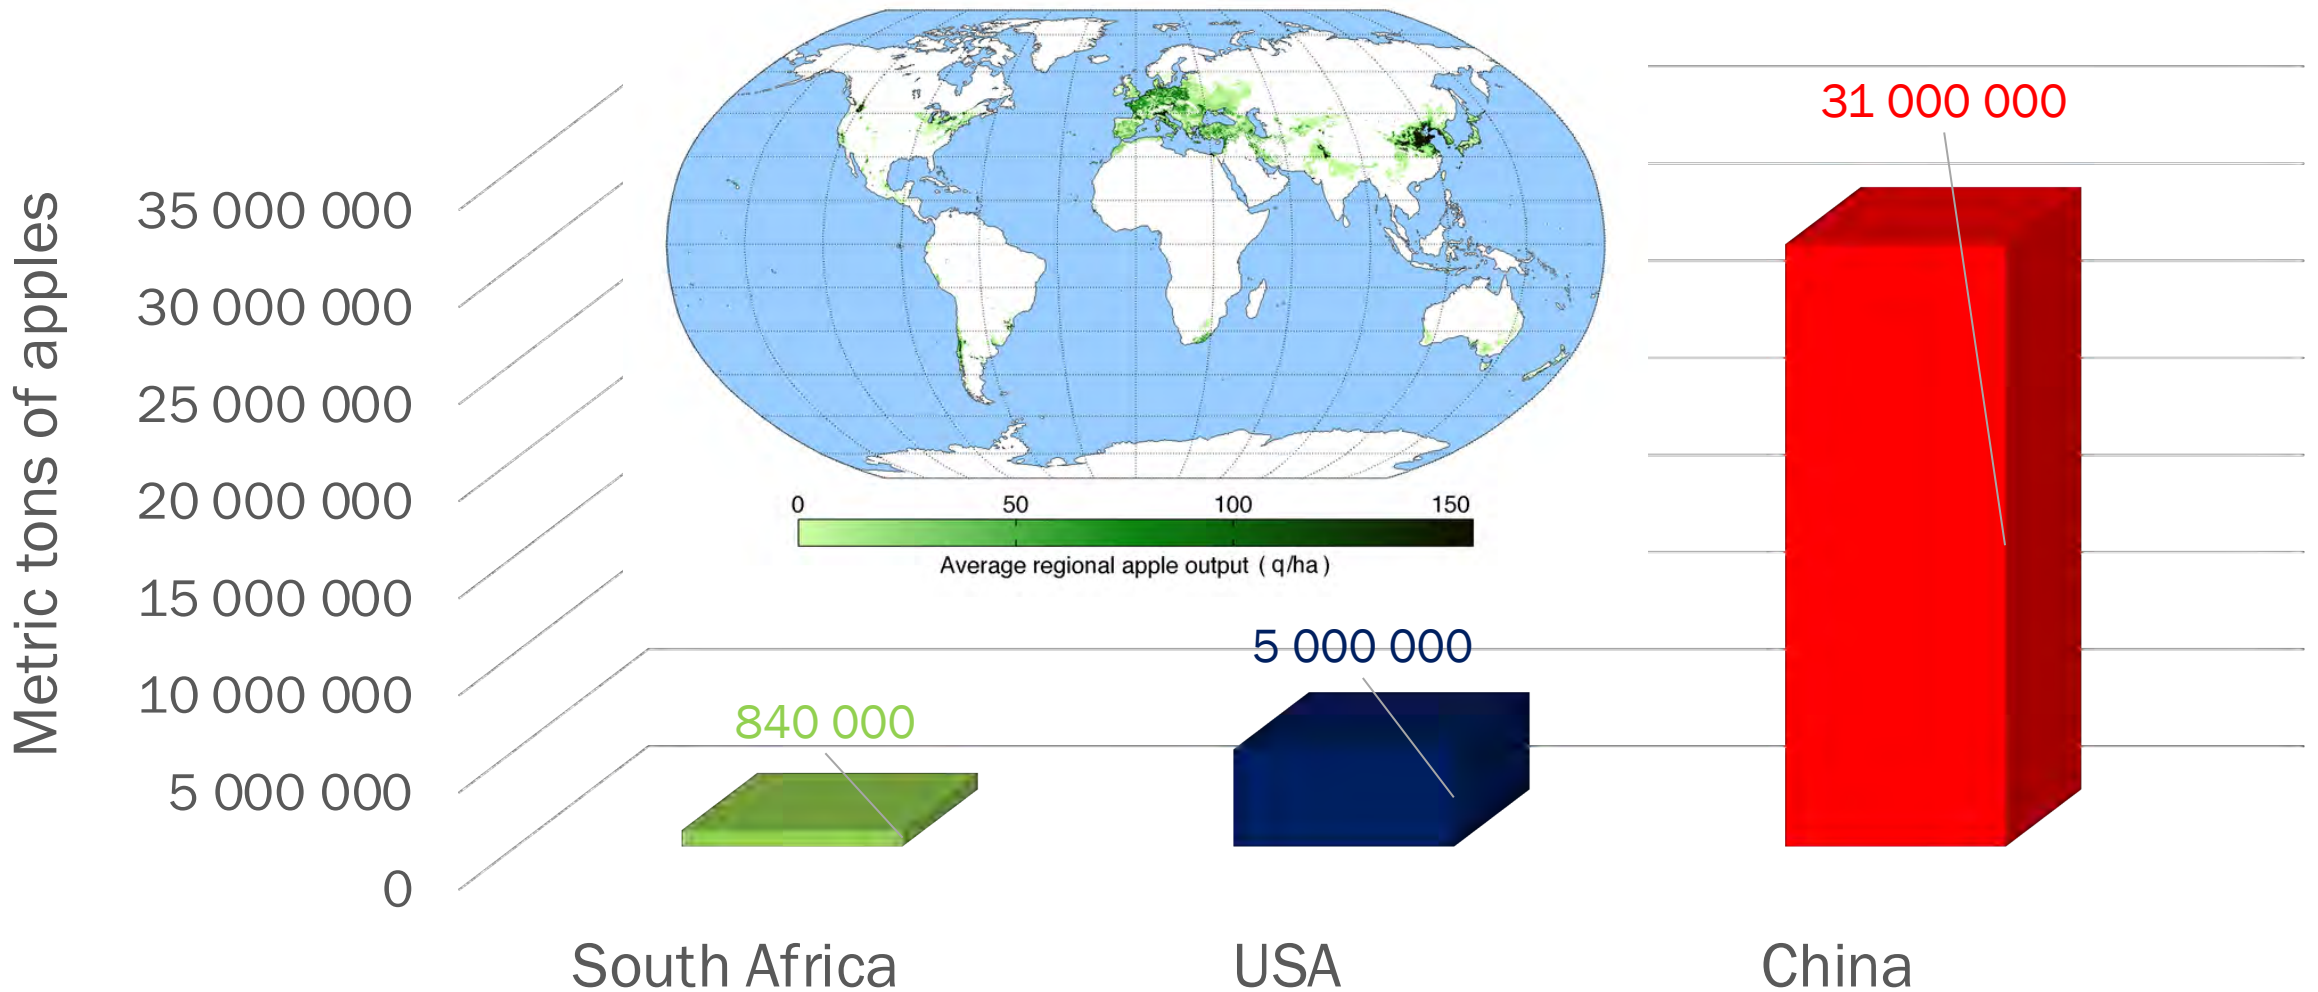 Metric tons of apples
35 000 000
30 000 000
25 000 000
20 000 000
15 000 000
10 000 000
5 000 000
0
0 50 100 150
Average regional apple output ( q/ha )
840 000
5 000 000
31 000 000
South Africa USA China